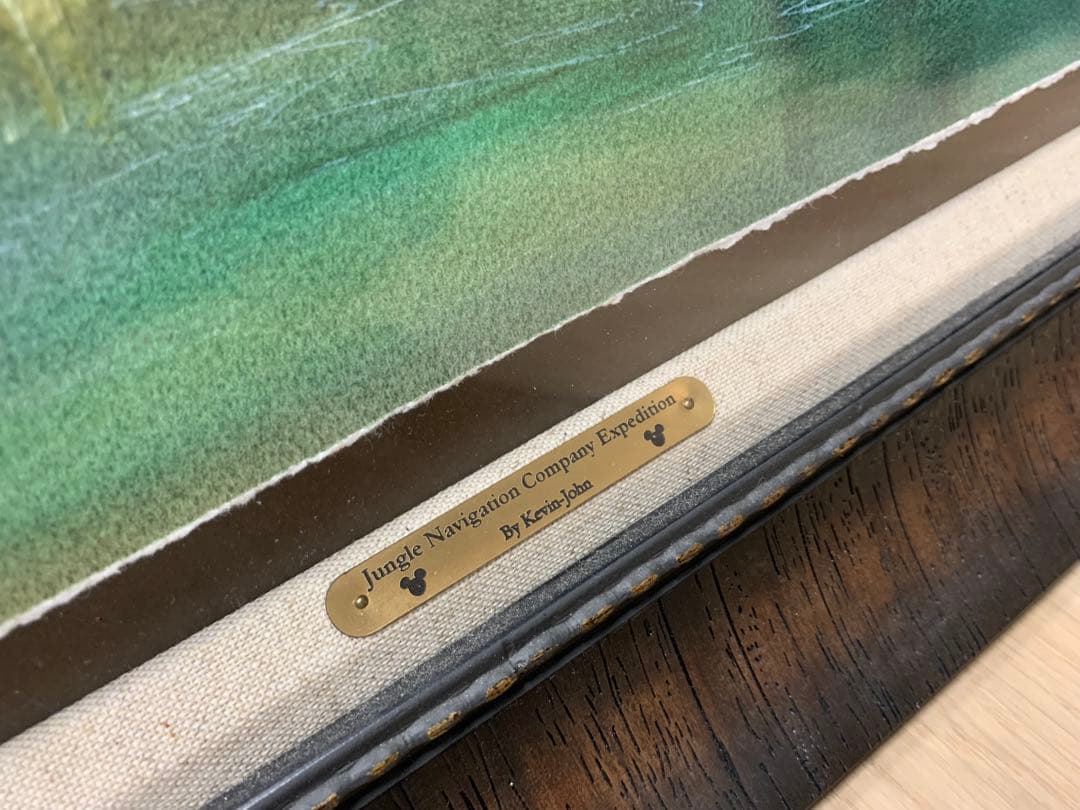 Jungle Navigation Company Expedition
By Kevin-John